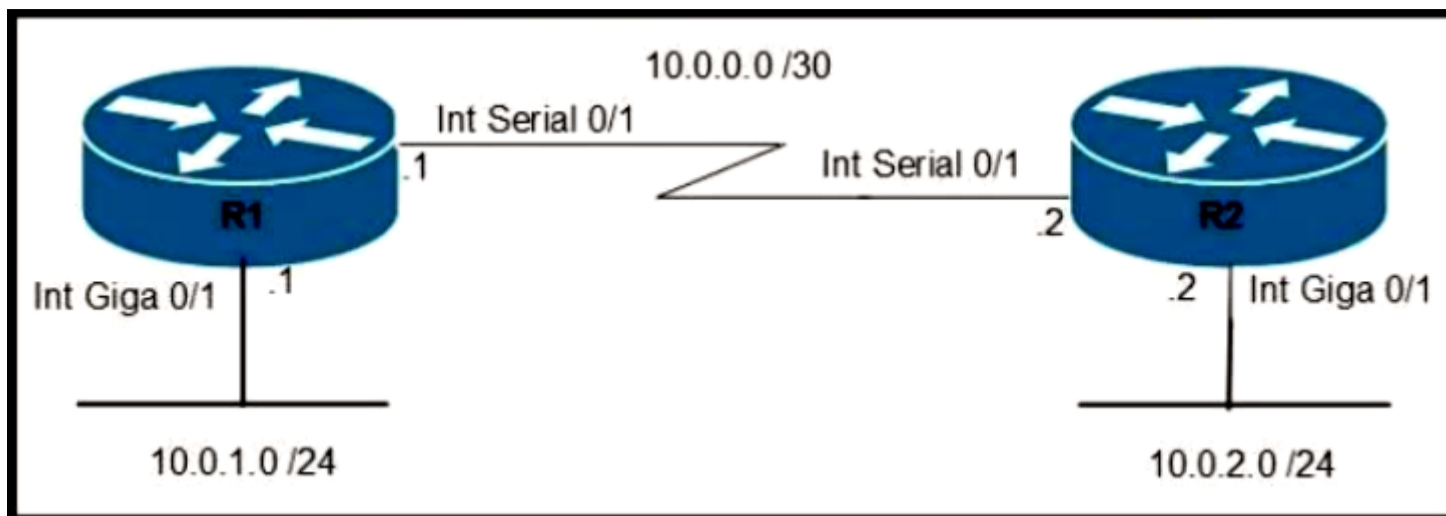 10.0.0.0 /30
Int Serial 0/1
.1
Int Serial 0/1
.2
R1
R2
Int Giga 0/1
.1
.2
Int Giga 0/1
10.0.1.0 /24
10.0.2.0 /24